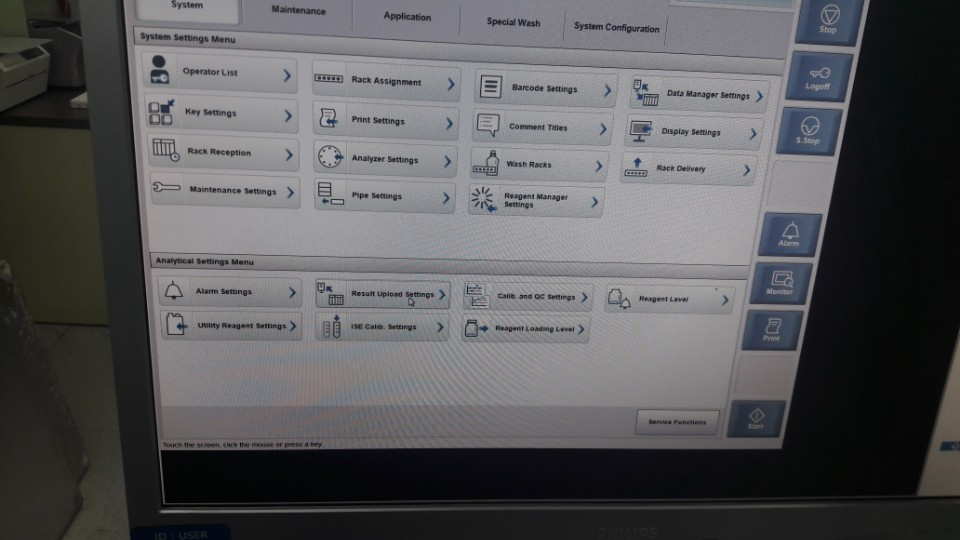 System
Maintenance
Application
Special Wash
System Configuration
Stop
System Settings Menu
Operator List
Rack Assignment
Barcode Settings
Data Manager Settings
Logoff
Key Settings
Print Settings
Comment Titles
Display Settings
S.Stop
Rack Reception
Analyzer Settings
Wash Racks
Rack Delivery
Maintenance Settings
Pipe Settings
Reagent Manager
Settings
Alarm
Analytical Settings Menu
Alarm Settings
Result Upload Settings
Calib. and QC Settings
Reagent Level
Monitor
Utility Reagent Settings
ISE Calib. Settings
Reagent Loading Level
Print
Service Functions
Start
Touch the screen, click the mouse or press a key.
ID : USER
PHILIPS